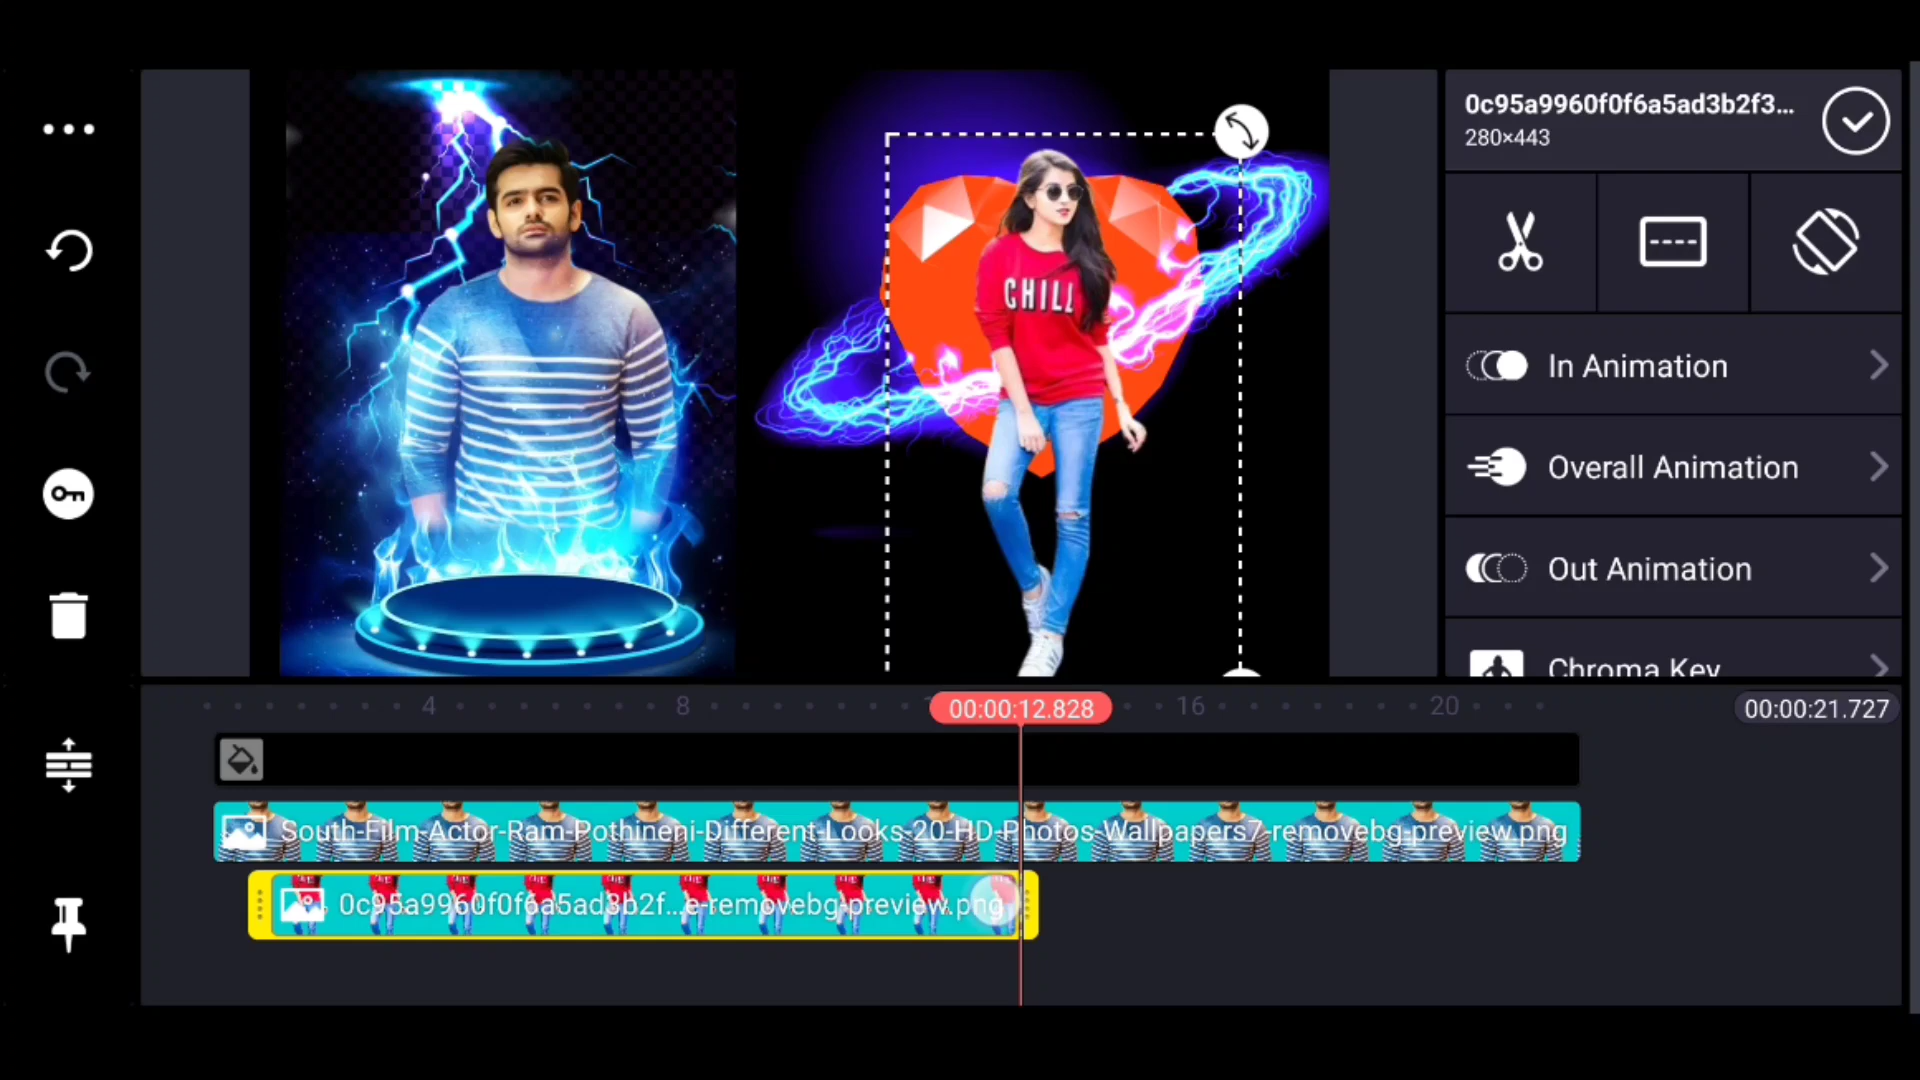 0c95a9960f0f6a5ad3b2f3...
280×443
CHILL
In Animation
Overall Animation
Out Animation
Chroma Key
4
8
00:00:12.828
16
20
00:00:21.727
South-Film-Actor-Ram-Pothineni-Different-Looks-20-HD-Photos-Wallpapers7-removebg-preview.png
0c95a9960f0f6a5ad3b2f...e-removebg-preview.png